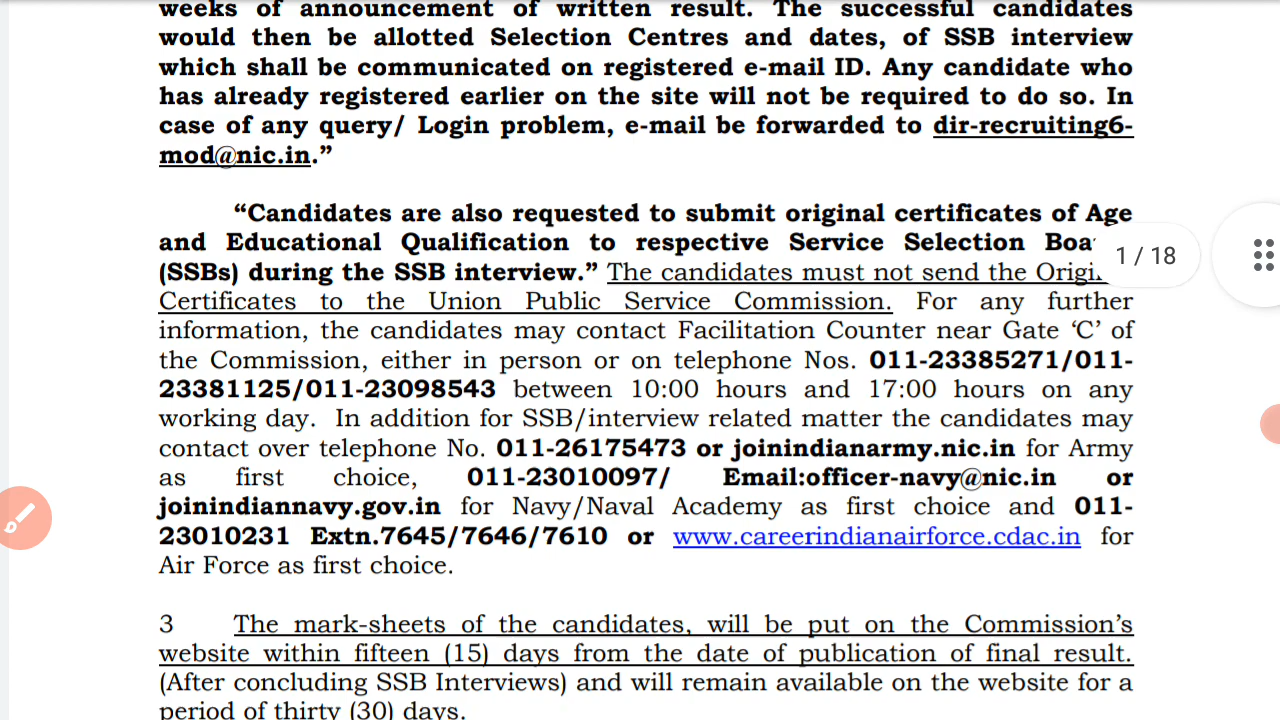 weeks of announcement of written result. The successful candidates
would then be allotted Selection Centres and dates, of SSB interview
which shall be communicated on registered e-mail ID. Any candidate who
has already registered earlier on the site will not be required to do so. In
case of any query/ Login problem, e-mail be forwarded to dir-recruiting6-
mod@nic.in.”
“Candidates are also requested to submit original certificates of Age
and Educational Qualification to respective Service Selection Boa
1 / 18
(SSBs) during the SSB interview.” The candidates must not send the Origi
Certificates to the Union Public Service Commission. For any further
information, the candidates may contact Facilitation Counter near Gate ‘C’ of
the Commission, either in person or on telephone Nos. 011-23385271/011-
23381125/011-23098543 between 10:00 hours and 17:00 hours on any
working day. In addition for SSB/interview related matter the candidates may
contact over telephone No. 011-26175473 or joinindianarmy.nic.in for Army
as first choice, 011-23010097/ Email:officer-navy@nic.in or
joinindiannavy.gov.in for Navy/Naval Academy as first choice and 011-
23010231 Extn.7645/7646/7610 or www.careerindianairforce.cdac.in for
Air Force as first choice.
3 The mark-sheets of the candidates, will be put on the Commission’s
website within fifteen (15) days from the date of publication of final result.
(After concluding SSB Interviews) and will remain available on the website for a
period of thirty (30) days.